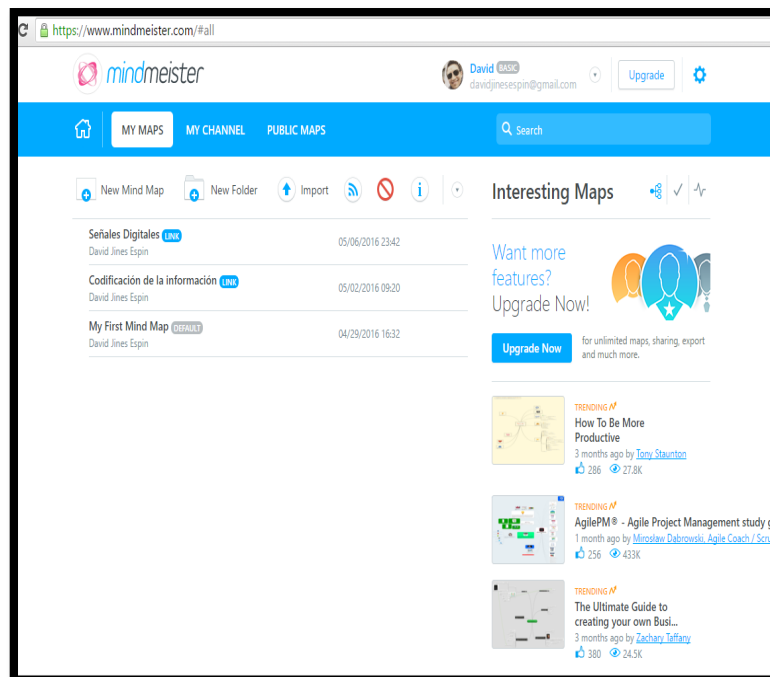 https://www.mindmeister.com/#all
mindmeister
David BASIC
davidjinesespin@gmail.com
Upgrade
MY MAPS MY CHANNEL PUBLIC MAPS
Search
New Mind Map New Folder Import
Señales Digitales LINK
David Jines Espin
05/06/2016 23:42
Codificación de la información LINK
David Jines Espin
05/02/2016 09:20
My First Mind Map DEFAULT
David Jines Espin
04/29/2016 16:32
Interesting Maps
Want more
features?
Upgrade Now!
Upgrade Now
for unlimited maps, sharing, export
and much more.
TRENDING
How To Be More
Productive
3 months ago by Tony Staunton
286 27.8K
TRENDING
AgilePM® - Agile Project Management study g
1 month ago by Mirosław Dąbrowski, Agile Coach / Scru
256 433K
TRENDING
The Ultimate Guide to
creating your own Busi...
3 months ago by Zachary Taffany
380 24.5K